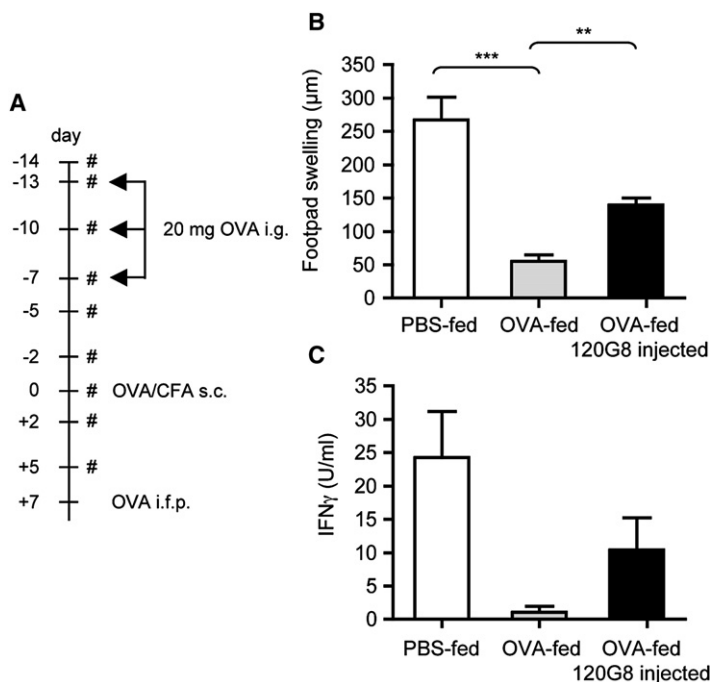 A
day
-14 #
-13 #
-10 #
20 mg OVA i.g.
-7 #
-5 #
-2 #
0 # OVA/CFA s.c.
+2 #
+5 #
+7 OVA i.f.p.
B
*** **
Footpad swelling (µm)
350
300
250
200
150
100
50
0
PBS-fed OVA-fed OVA-fed
120G8 injected
C
IFNγ (U/ml)
35
30
25
20
15
10
5
0
PBS-fed OVA-fed OVA-fed
120G8 injected